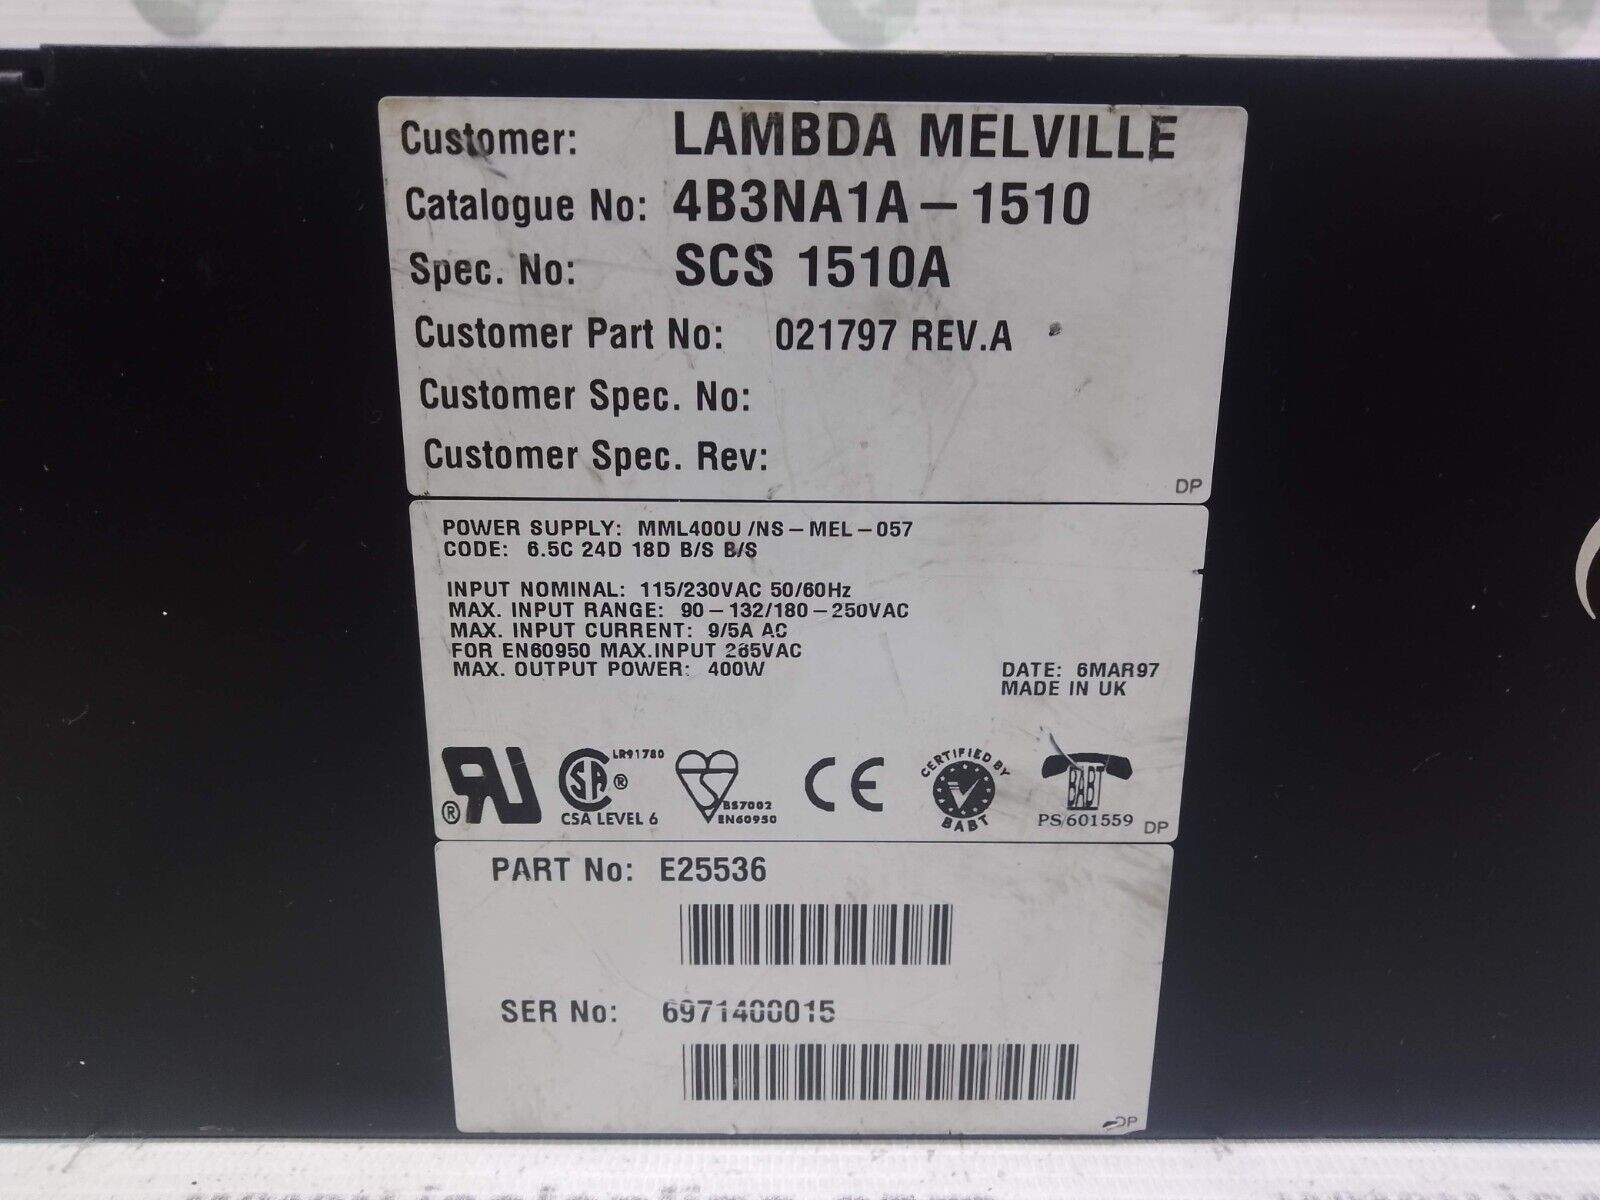 Customer: LAMBDA MELVILLE
Catalogue No: 4B3NA1A-1510
Spec. No: SCS 1510A
Customer Part No: 021797 REV.A
Customer Spec. No:
Customer Spec. Rev:
DP
POWER SUPPLY: MML400U/NS-MEL-057
CODE: 6.5C 24D 18D B/S B/S
INPUT NOMINAL: 115/230VAC 50/60Hz
MAX. INPUT RANGE: 90-132/180-250VAC
MAX. INPUT CURRENT: 9/5A AC
FOR EN60950 MAX.INPUT 265VAC
MAX. OUTPUT POWER: 400W
DATE: 6MAR97
MADE IN UK
LR91780
SA ®
CSA LEVEL 6
®
BS7002
EN60950
CE
CERTIFIED BY
BABT
BABT
PS/601559
DP
PART No: E25536
SER No: 6971400015
DP